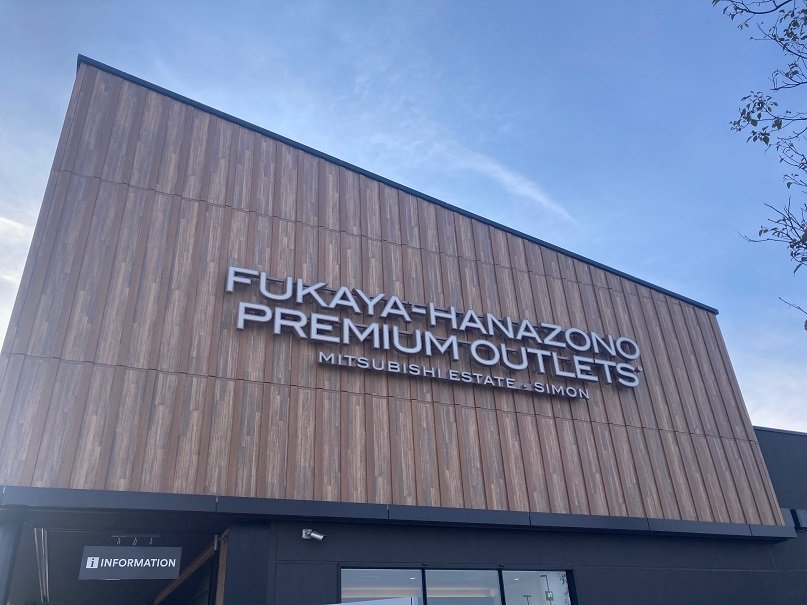 FUKAYA-HANAZONO
PREMIUM OUTLETS
MITSUBISHI ESTATE • SIMON
i INFORMATION